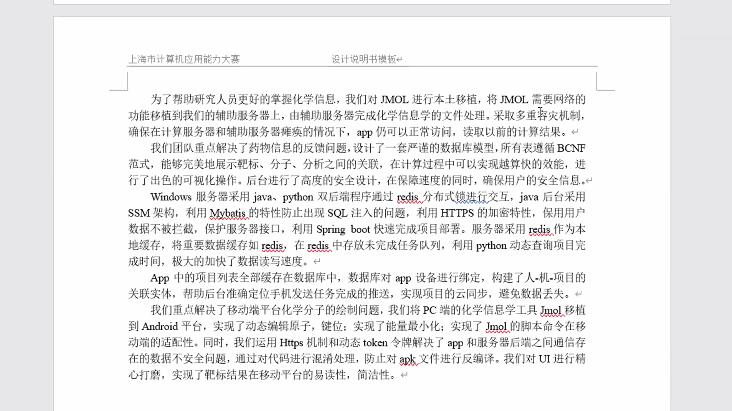 上海市计算机应用能力大赛 设计说明书模板
为了帮助研究人员更好的掌握化学信息，我们对 JMOL 进行本土移植，将 JMOL 需要网络的
功能移植到我们的辅助服务器上，由辅助服务器完成化学信息学的文件处理。采取多重容灾机制，
确保在计算服务器和辅助服务器瘫痪的情况下，app 仍可以正常访问，读取以前的计算结果。
我们团队重点解决了药物信息的反馈问题，设计了一套严谨的数据库模型，所有表遵循 BCNF
范式，能够完美地展示靶标、分子、分析之间的关联，在计算过程中可以实现越算快的效能，进
行了出色的可视化操作。后台进行了高度的安全设计，在保障速度的同时，确保用户的安全信息。
Windows 服务器采用 java、python 双后端程序通过 redis 分布式锁进行交互，java 后台采用
SSM 架构，利用 Mybatis 的特性防止出现 SQL 注入的问题，利用 HTTPS 的加密特性，保用用户
数据不被拦截，保护服务器接口，利用 Spring boot 快速完成项目部署。服务器采用 redis 作为本
地缓存，将重要数据缓存如 redis，在 redis 中存放未完成任务队列，利用 python 动态查询项目完
成时间，极大的加快了数据读写速度。
App 中的项目列表全部缓存在数据库中，数据库对 app 设备进行绑定，构建了人-机-项目的
关联实体，帮助后台准确定位手机发送任务完成的推送，实现项目的云同步，避免数据丢失。
我们重点解决了移动端平台化学分子的绘制问题，我们将 PC 端的化学信息学工具 Jmol 移植
到 Android 平台，实现了动态编辑原子，键位；实现了能量最小化；实现了 Jmol 的脚本命令在移
动端的适配性。同时，我们运用 Https 机制和动态 token 令牌解决了 app 和服务器后端之间通信存
在的数据不安全问题，通过对代码进行混淆处理，防止对 apk 文件进行反编译。我们对 UI 进行精
心打磨，实现了靶标结果在移动平台的易读性，简洁性。